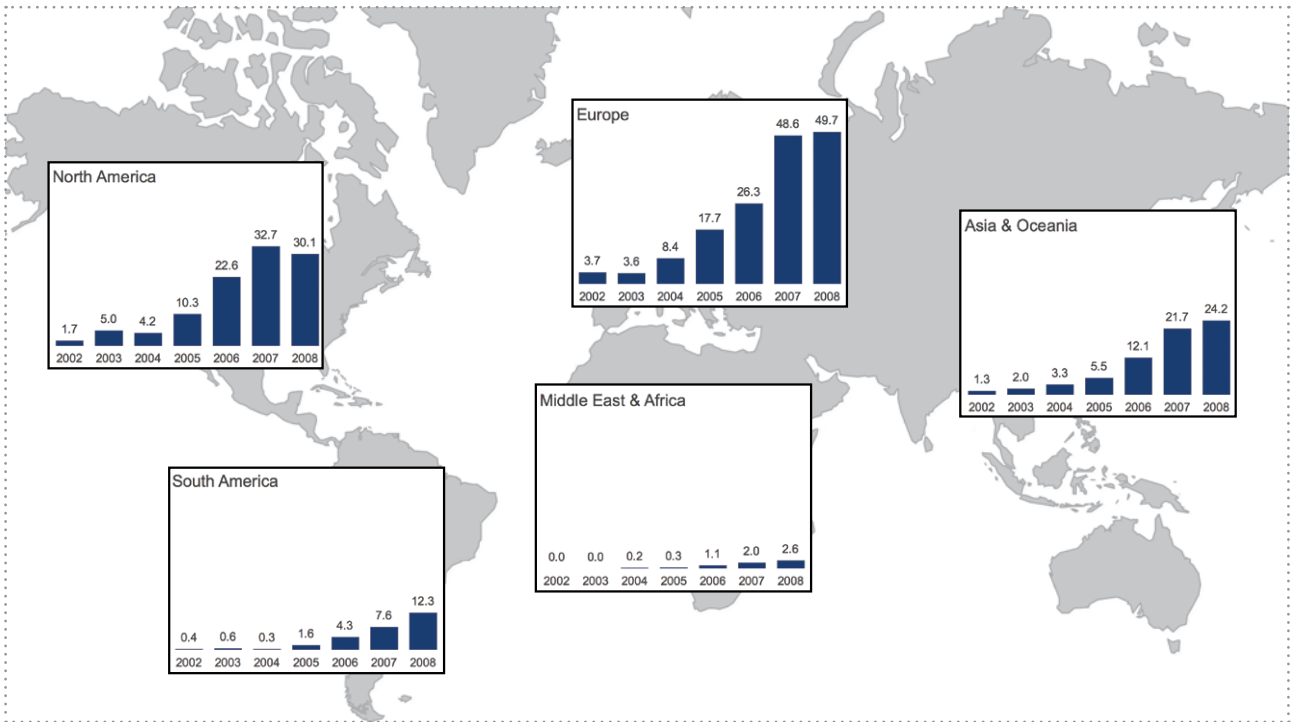 Europe
3.7 3.6 8.4 17.7 26.3 48.6 49.7
2002 2003 2004 2005 2006 2007 2008
North America
1.7 5.0 4.2 10.3 22.6 32.7 30.1
2002 2003 2004 2005 2006 2007 2008
Asia & Oceania
1.3 2.0 3.3 5.5 12.1 21.7 24.2
2002 2003 2004 2005 2006 2007 2008
Middle East & Africa
0.0 0.0 0.2 0.3 1.1 2.0 2.6
2002 2003 2004 2005 2006 2007 2008
South America
0.4 0.6 0.3 1.6 4.3 7.6 12.3
2002 2003 2004 2005 2006 2007 2008